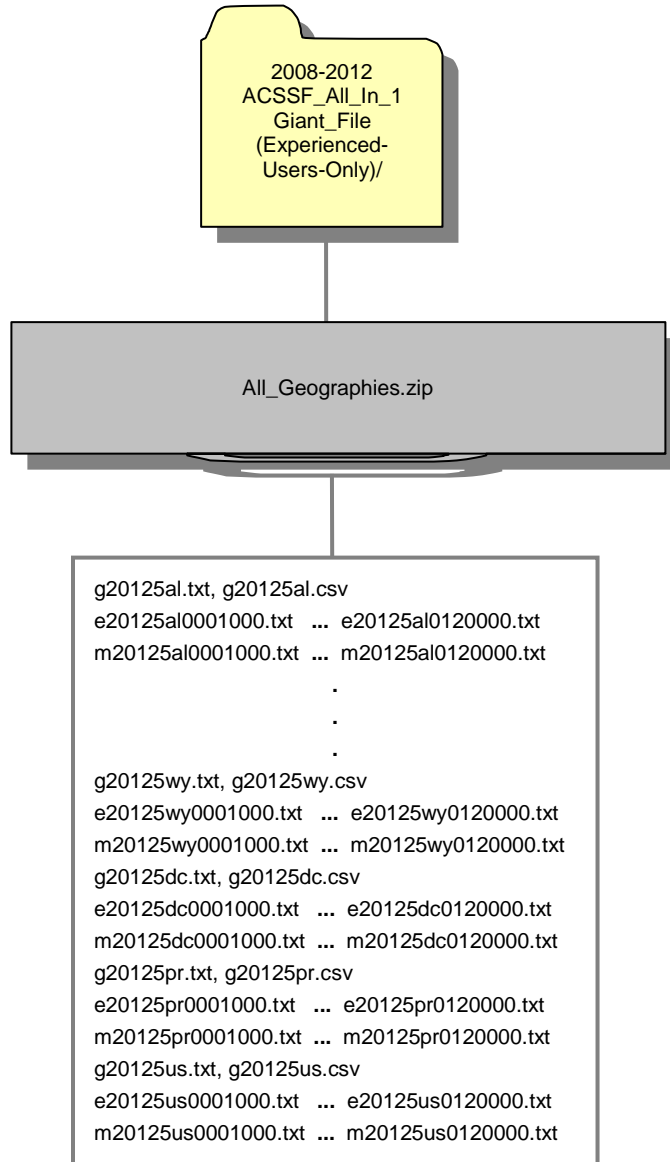 2008-2012
ACSSF_All_In_1
Giant_File
(Experienced-
Users-Only)/
All_Geographies.zip
g20125al.txt, g20125al.csv
e20125al0001000.txt ... e20125al0120000.txt
m20125al0001000.txt ... m20125al0120000.txt
.
.
.
g20125wy.txt, g20125wy.csv
e20125wy0001000.txt ... e20125wy0120000.txt
m20125wy0001000.txt ... m20125wy0120000.txt
g20125dc.txt, g20125dc.csv
e20125dc0001000.txt ... e20125dc0120000.txt
m20125dc0001000.txt ... m20125dc0120000.txt
g20125pr.txt, g20125pr.csv
e20125pr0001000.txt ... e20125pr0120000.txt
m20125pr0001000.txt ... m20125pr0120000.txt
g20125us.txt, g20125us.csv
e20125us0001000.txt ... e20125us0120000.txt
m20125us0001000.txt ... m20125us0120000.txt